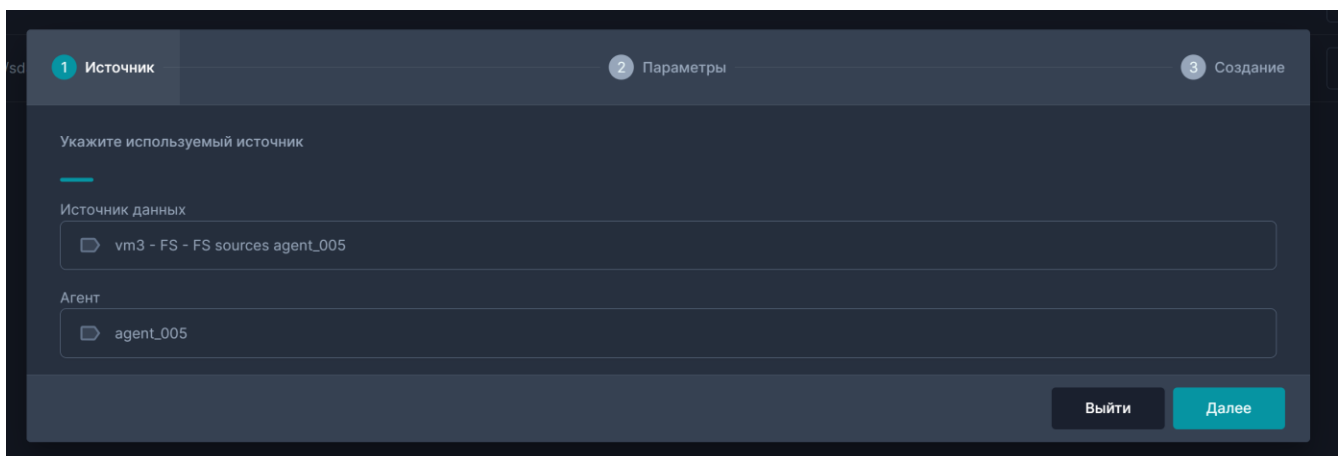 /sd
1 Источник
2 Параметры
3 Создание
Укажите используемый источник
Источник данных
vm3 - FS - FS sources agent_005
Агент
agent_005
Выйти
Далее